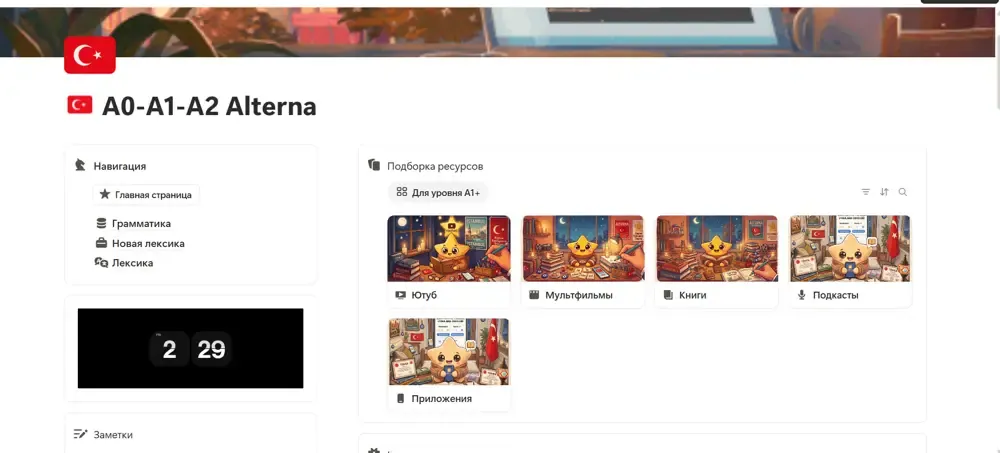 A0-A1-A2 Alterna
Навигация
Главная страница
Грамматика
Новая лексика
Лексика
2 29
Заметки
Подборка ресурсов
Для уровня A1+
Ютуб
Мультфильмы
Книги
Подкасты
Приложения